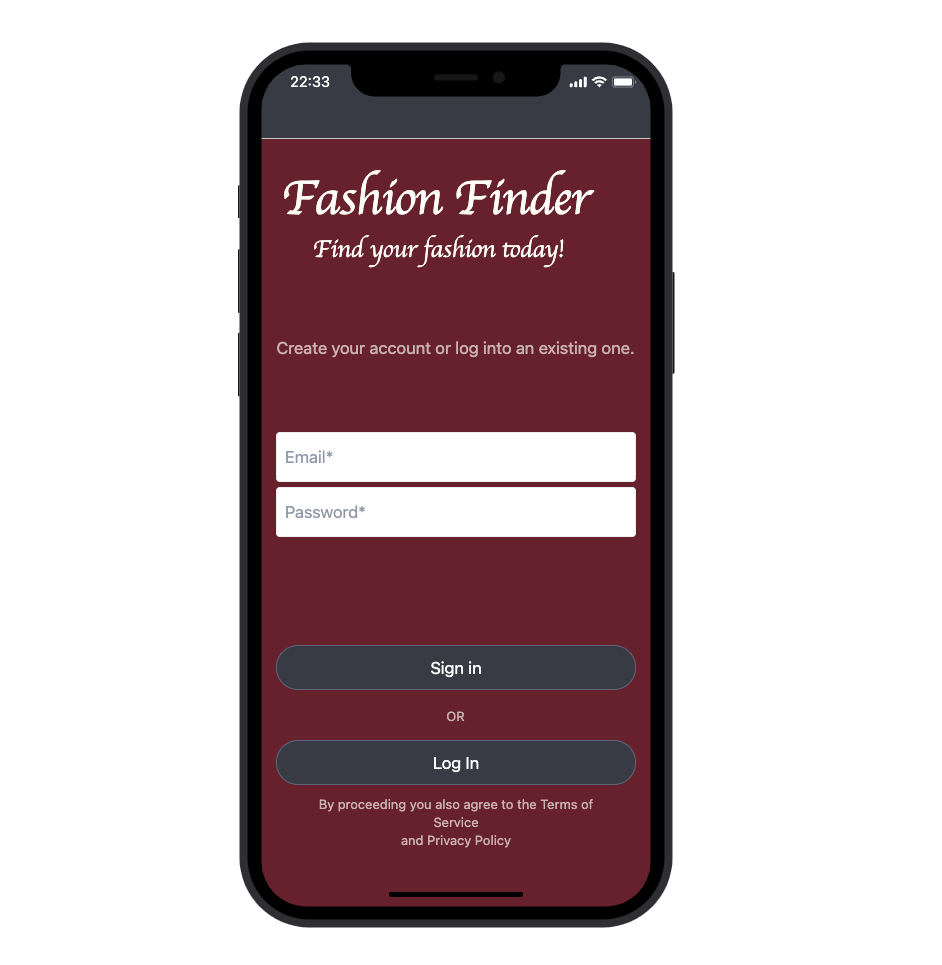 22:33
Fashion Finder
Find your fashion today!
Create your account or log into an existing one.
Email*
Password*
Sign in
OR
Log In
By proceeding you also agree to the Terms of
Service
and Privacy Policy